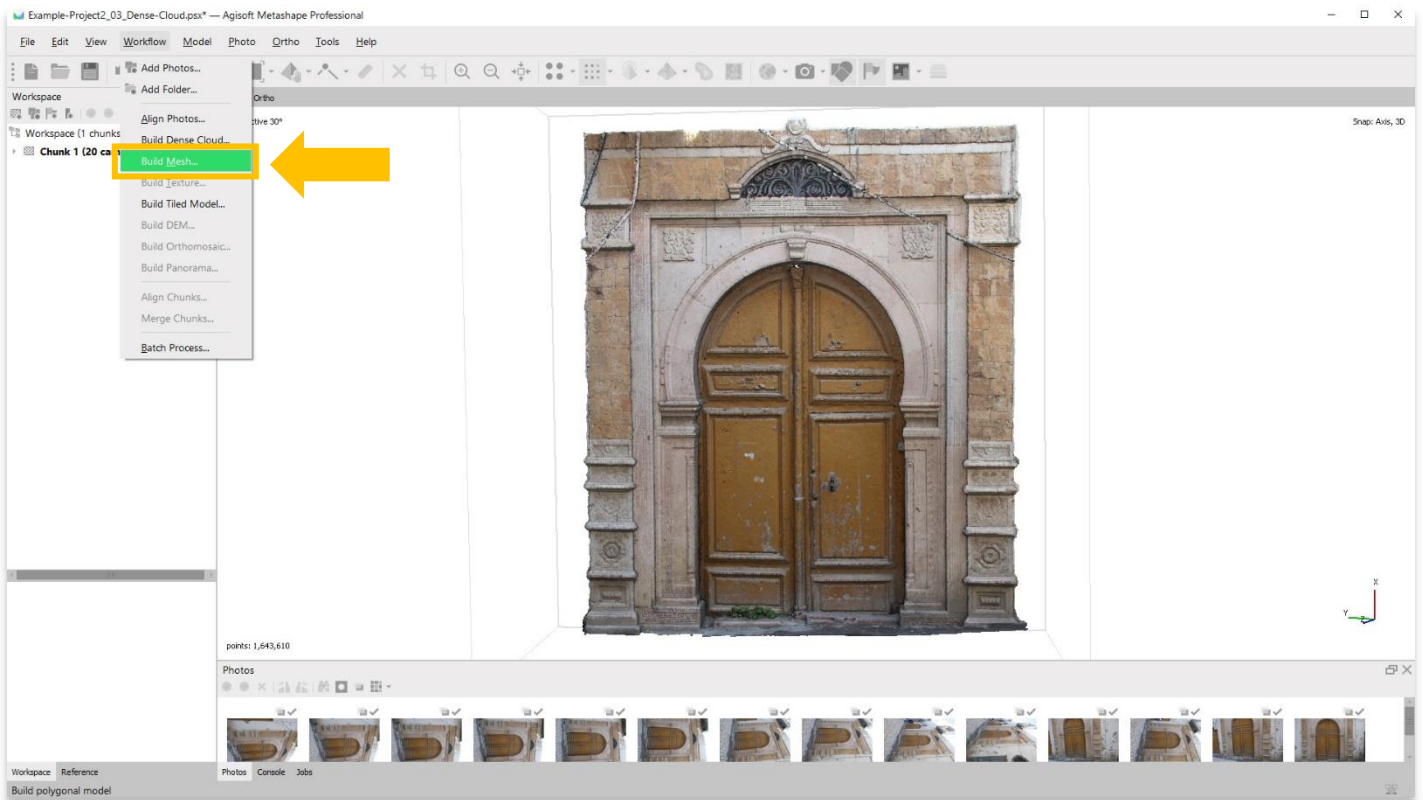 Example-Project2_03_Dense-Cloud.psx* — Agisoft Metashape Professional
File Edit View Workflow Model Photo Ortho Tools Help
Workspace
Workspace (1 chunks
Chunk 1 (20 ca
Add Photos...
Add Folder...
Align Photos...
Build Dense Cloud...
Build Mesh...
Build Texture...
Build Tiled Model...
Build DEM...
Build Orthomosaic...
Build Panorama...
Align Chunks...
Merge Chunks...
Batch Process...
Ortho
ctive 30°
Snap: Axis, 3D
X
Y
points: 1,643,610
Photos
Workspace Reference
Photos Console Jobs
Build polygonal model